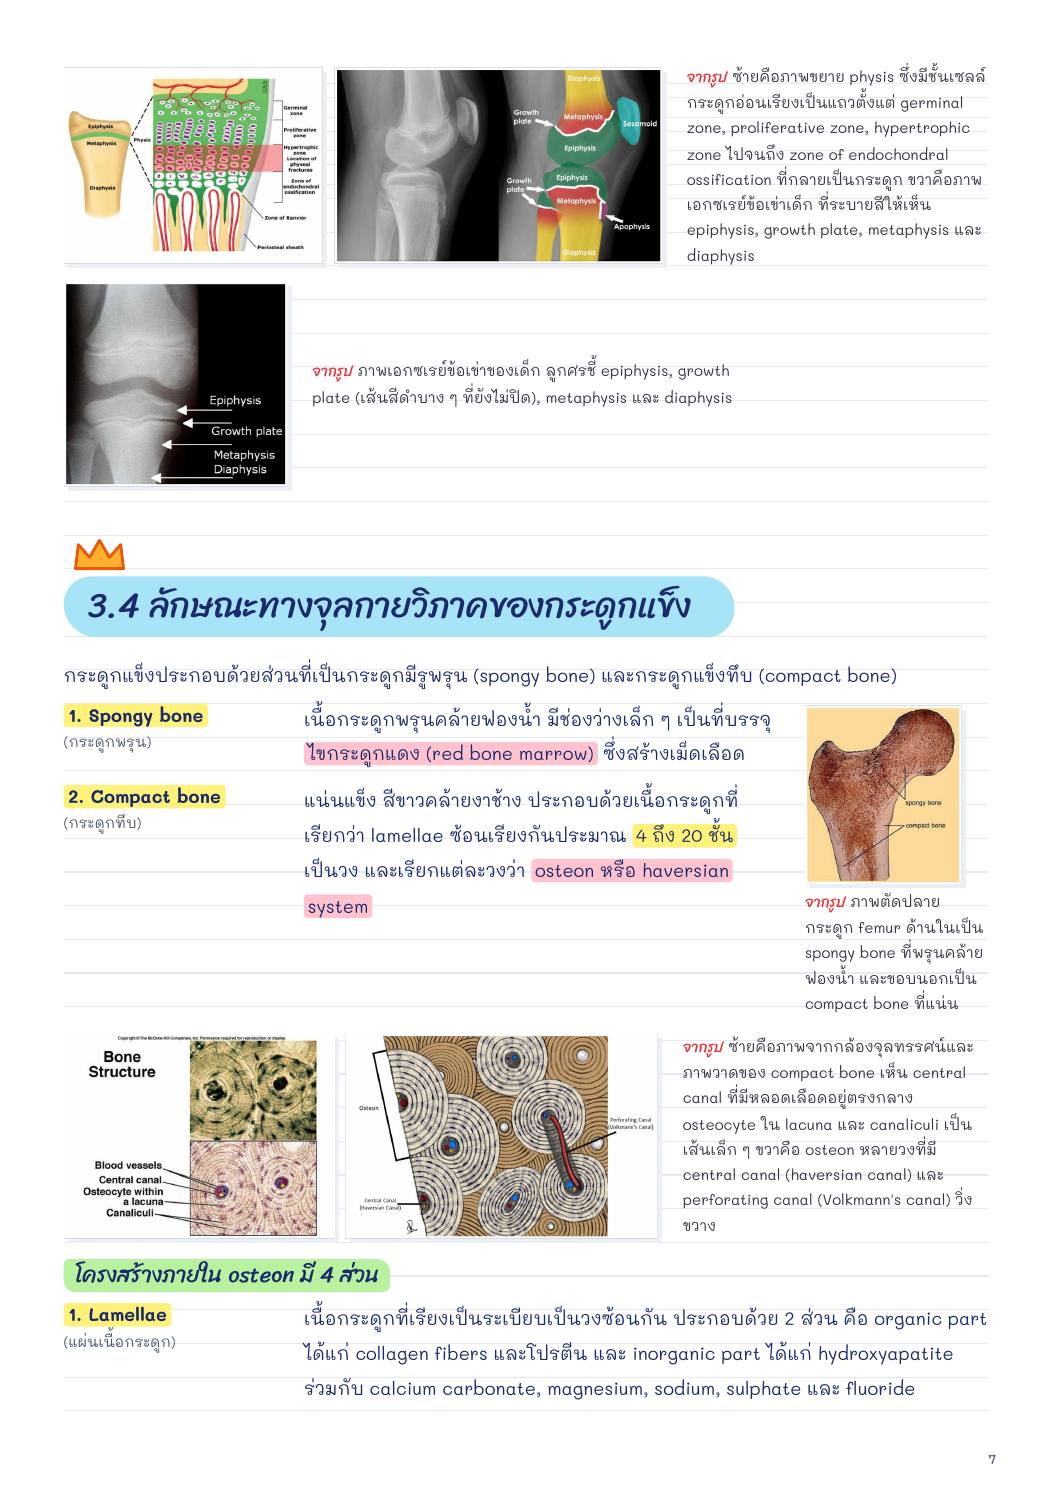 Epiphysis
Metaphysis
Diaphysis
Physis
Germinal
zone
Proliferative
zone
Hypertrophic
zone
Location of
physeal
fractures
Zone of
endochondral
ossification
Zone of Ranvier
Periosteal sheath
Diaphysis
Growth
plate
Metaphysis
Sesamoid
Epiphysis
Growth
plate
Epiphysis
Metaphysis
Apophysis
Diaphysis
จากรูป ซ้ายคือภาพขยาย physis ซึ่งมีชั้นเซลล์
กระดูกอ่อนเรียงเป็นแถวตั้งแต่ germinal
zone, proliferative zone, hypertrophic
zone ไปจนถึง zone of endochondral
ossification ที่กลายเป็นกระดูก ขวาคือภาพ
เอกซเรย์ข้อเข่าเด็ก ที่ระบายสีให้เห็น
epiphysis, growth plate, metaphysis และ
diaphysis
Epiphysis
Growth plate
Metaphysis
Diaphysis
จากรูป ภาพเอกซเรย์ข้อเข่าของเด็ก ลูกศรชี้ epiphysis, growth
plate (เส้นสีดำบาง ๆ ที่ยังไม่ปิด), metaphysis และ diaphysis
3.4 ลักษณะทางจุลกายวิภาคของกระดูกแข็ง
กระดูกแข็งประกอบด้วยส่วนที่เป็นกระดูกมีรูพรุน (spongy bone) และกระดูกแข็งทึบ (compact bone)
1. Spongy bone
(กระดูกพรุน)
เนื้อกระดูกพรุนคล้ายฟองน้ำ มีช่องว่างเล็ก ๆ เป็นที่บรรจุ
ไขกระดูกแดง (red bone marrow) ซึ่งสร้างเม็ดเลือด
2. Compact bone
(กระดูกทึบ)
แน่นแข็ง สีขาวคล้ายงาช้าง ประกอบด้วยเนื้อกระดูกที่
เรียกว่า lamellae ซ้อนเรียงกันประมาณ 4 ถึง 20 ชั้น
เป็นวง และเรียกแต่ละวงว่า osteon หรือ haversian
system
spongy bone
compact bone
จากรูป ภาพตัดปลาย
กระดูก femur ด้านในเป็น
spongy bone ที่พรุนคล้าย
ฟองน้ำ และขอบนอกเป็น
compact bone ที่แน่น
Copyright © The McGraw-Hill Companies, Inc. Permission required for reproduction or display.
Bone
Structure
Blood vessels
Central canal
Osteocyte within
a lacuna
Canaliculi
Osteon
Central Canal
(Haversian Canal)
Perforating Canal
(Volkmann's Canal)
จากรูป ซ้ายคือภาพจากกล้องจุลทรรศน์และ
ภาพวาดของ compact bone เห็น central
canal ที่มีหลอดเลือดอยู่ตรงกลาง
osteocyte ใน lacuna และ canaliculi เป็น
เส้นเล็ก ๆ ขวาคือ osteon หลายวงที่มี
central canal (haversian canal) และ
perforating canal (Volkmann's canal) วิ่ง
ขวาง
โครงสร้างภายใน osteon มี 4 ส่วน
1. Lamellae
(แผ่นเนื้อกระดูก)
เนื้อกระดูกที่เรียงเป็นระเบียบเป็นวงซ้อนกัน ประกอบด้วย 2 ส่วน คือ organic part
ได้แก่ collagen fibers และโปรตีน และ inorganic part ได้แก่ hydroxyapatite
ร่วมกับ calcium carbonate, magnesium, sodium, sulphate และ fluoride
7